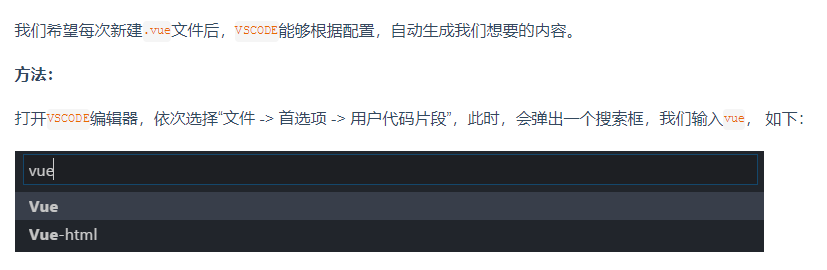 我们希望每次新建.vue文件后，VSCODE能够根据配置，自动生成我们想要的内容。
方法：
打开VSCODE编辑器，依次选择“文件 -> 首选项 -> 用户代码片段”，此时，会弹出一个搜索框，我们输入vue， 如下：
vue
Vue
Vue-html